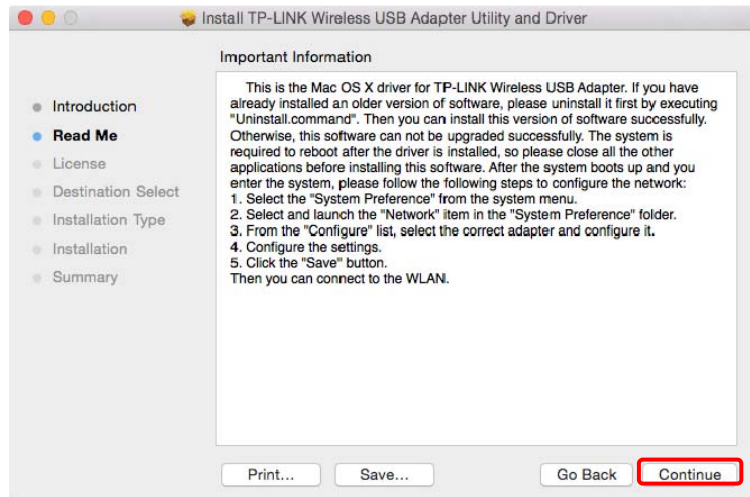 Install TP-LINK Wireless USB Adapter Utility and Driver
Important Information
Introduction
Read Me
License
Destination Select
Installation Type
Installation
Summary
This is the Mac OS X driver for TP-LINK Wireless USB Adapter. If you have
already installed an older version of software, please uninstall it first by executing
"Uninstall.command". Then you can install this version of software successfully.
Otherwise, this software can not be upgraded successfully. The system is
required to reboot after the driver is installed, so please close all the other
applications before installing this software. After the system boots up and you
enter the system, please follow the following steps to configure the network:
1. Select the "System Preference" from the system menu.
2. Select and launch the "Network" item in the "System Preference" folder.
3. From the "Configure" list, select the correct adapter and configure it.
4. Configure the settings.
5. Click the "Save" button.
Then you can connect to the WLAN.
Print... Save... Go Back Continue